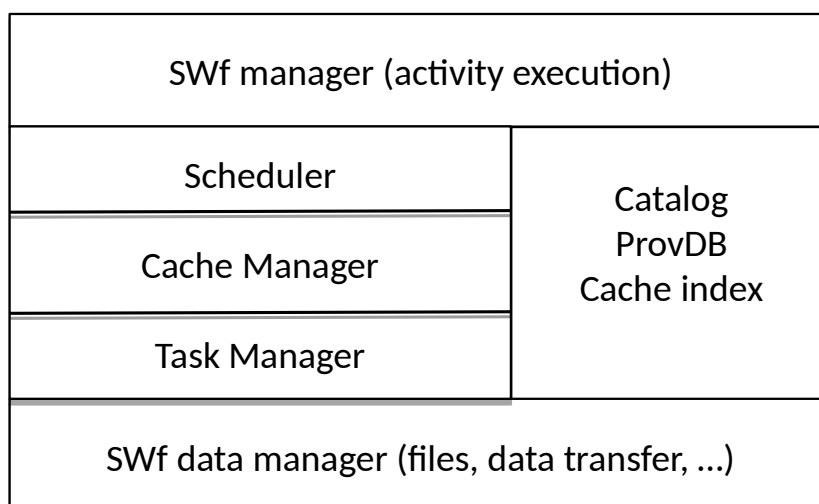 SWf manager (activity execution)
Scheduler
Cache Manager
Task Manager
Catalog
ProvDB
Cache index
SWf data manager (files, data transfer, ...)